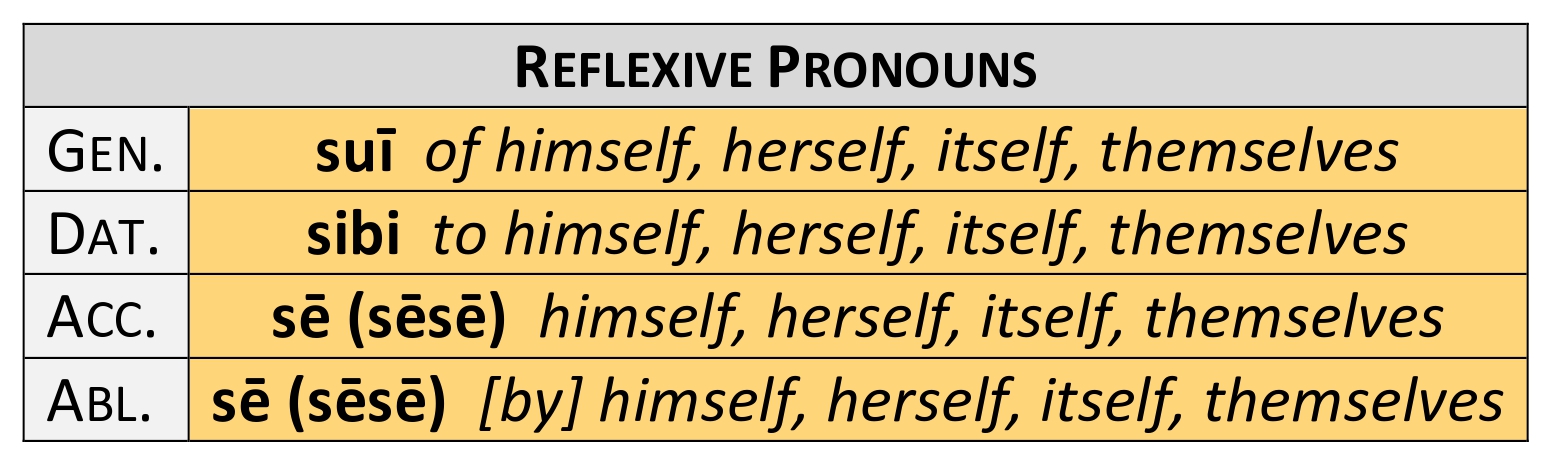 REFLEXIVE PRONOUNS
GEN. suī of himself, herself, itself, themselves
DAT. sibi to himself, herself, itself, themselves
ACC. sē (sēsē) himself, herself, itself, themselves
ABL. sē (sēsē) [by] himself, herself, itself, themselves